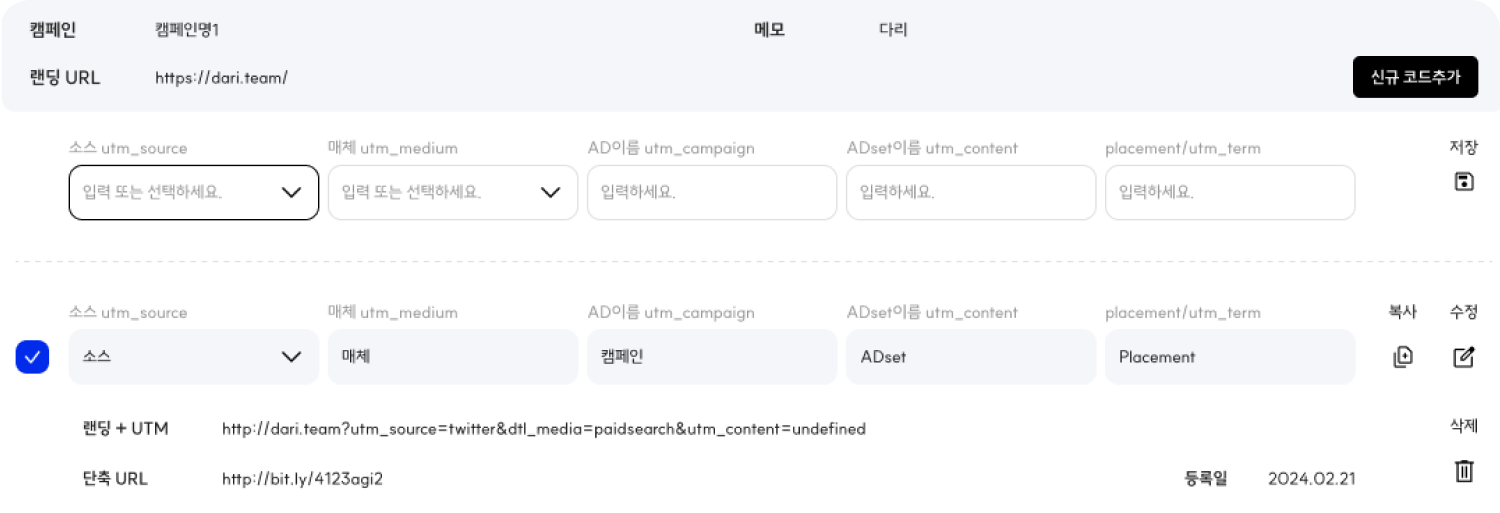 캠페인 캠페인명1 메모 다리
랜딩 URL https://dari.team/ 신규 코드추가
소스 utm_source 매체 utm_medium AD이름 utm_campaign ADset이름 utm_content placement/utm_term 저장
입력 또는 선택하세요. 입력 또는 선택하세요. 입력하세요. 입력하세요. 입력하세요.
소스 utm_source 매체 utm_medium AD이름 utm_campaign ADset이름 utm_content placement/utm_term 복사 수정
소스 매체 캠페인 ADset Placement
랜딩 + UTM http://dari.team?utm_source=twitter&dtl_media=paidsearch&utm_content=undefined 삭제
단축 URL http://bit.ly/4123agi2 등록일 2024.02.21